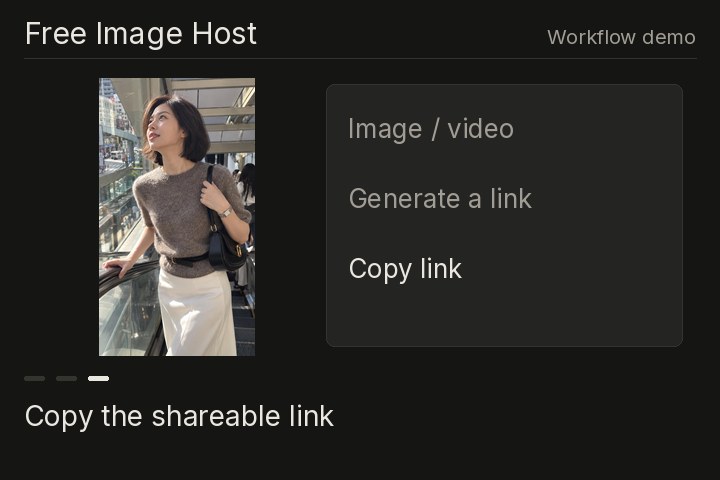 Free Image Host
Workflow demo
Image / video
Generate a link
Copy link
Copy the shareable link